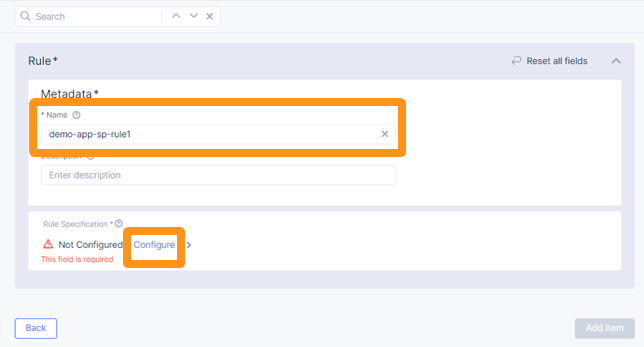 Search
Rule*
Reset all fields
Metadata*
* Name
demo-app-sp-rule1
Description
Enter description
Rule Specification *
Not Configured
Configure
This field is required
Back
Add Item